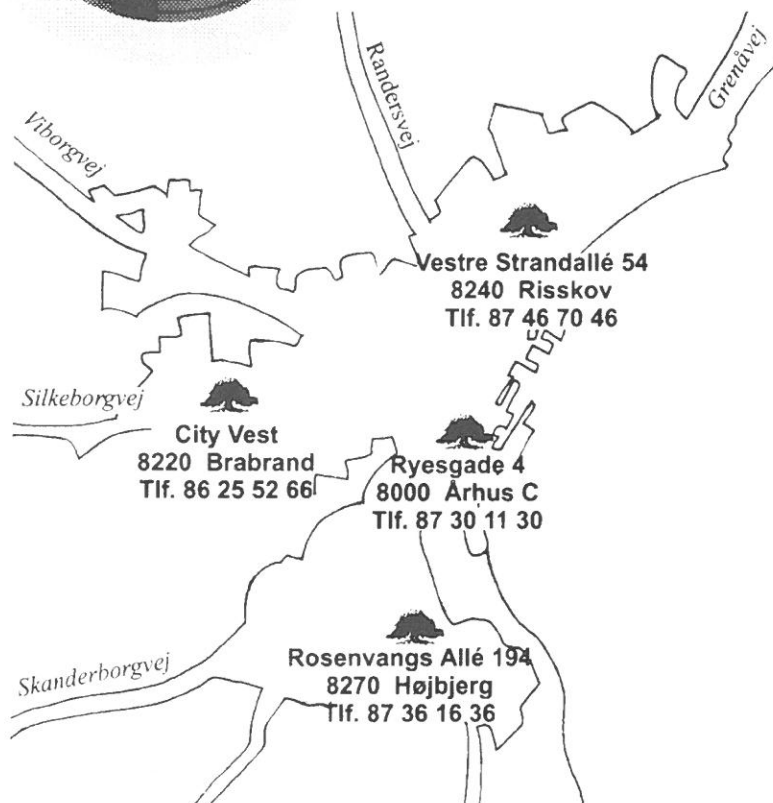 Randersvej
Grenåvej
Viborgvej
Vestre Strandallé 54
8240 Risskov
Tlf. 87 46 70 46
Silkeborgvej
City Vest
8220 Brabrand
Tlf. 86 25 52 66
Ryesgade 4
8000 Århus C
Tlf. 87 30 11 30
Rosenvangs Allé 194
8270 Højbjerg
Tlf. 87 36 16 36
Skanderborgvej